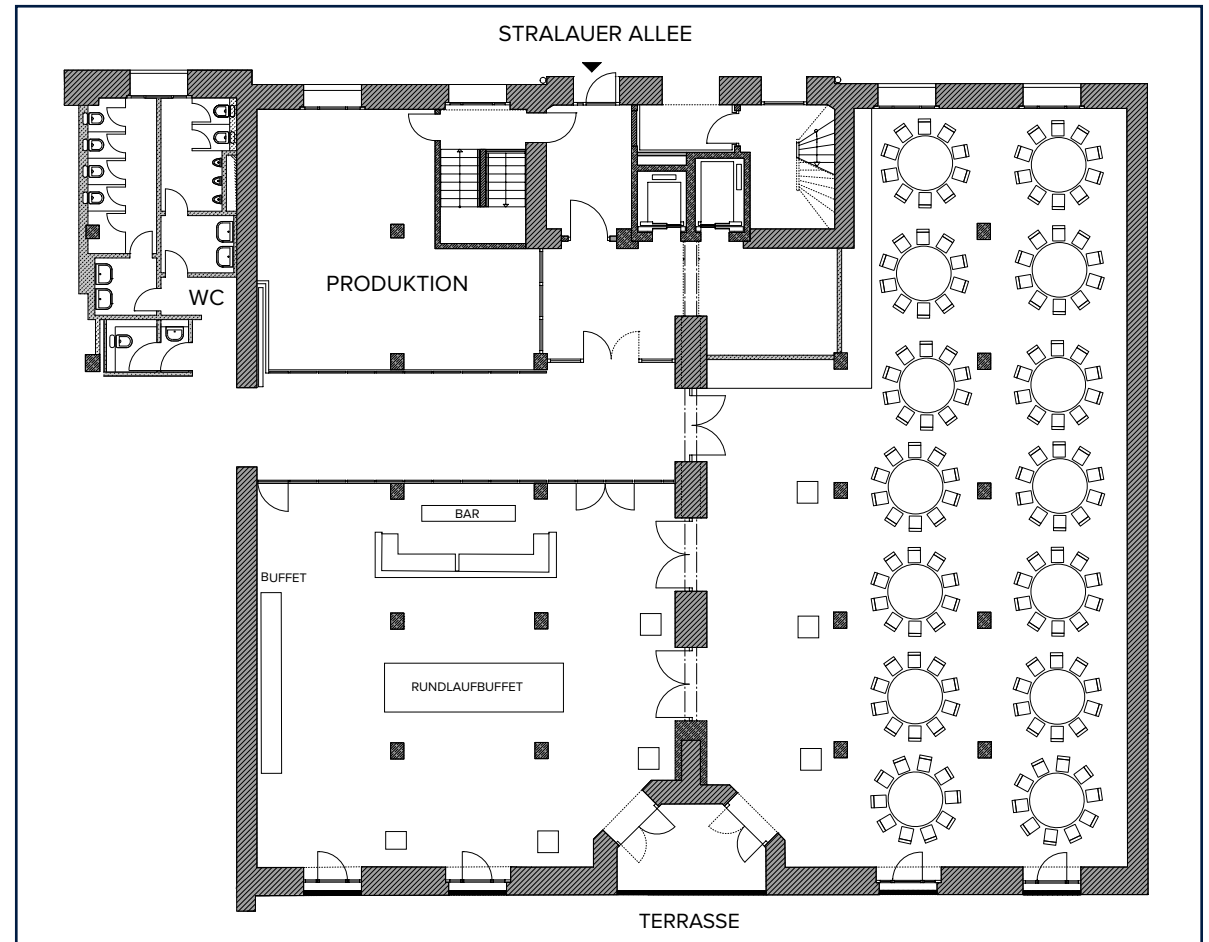 STRALAUER ALLEE
PRODUKTION
WC
BAR
BUFFET
RUNDLAUFBUFFET
TERRASSE